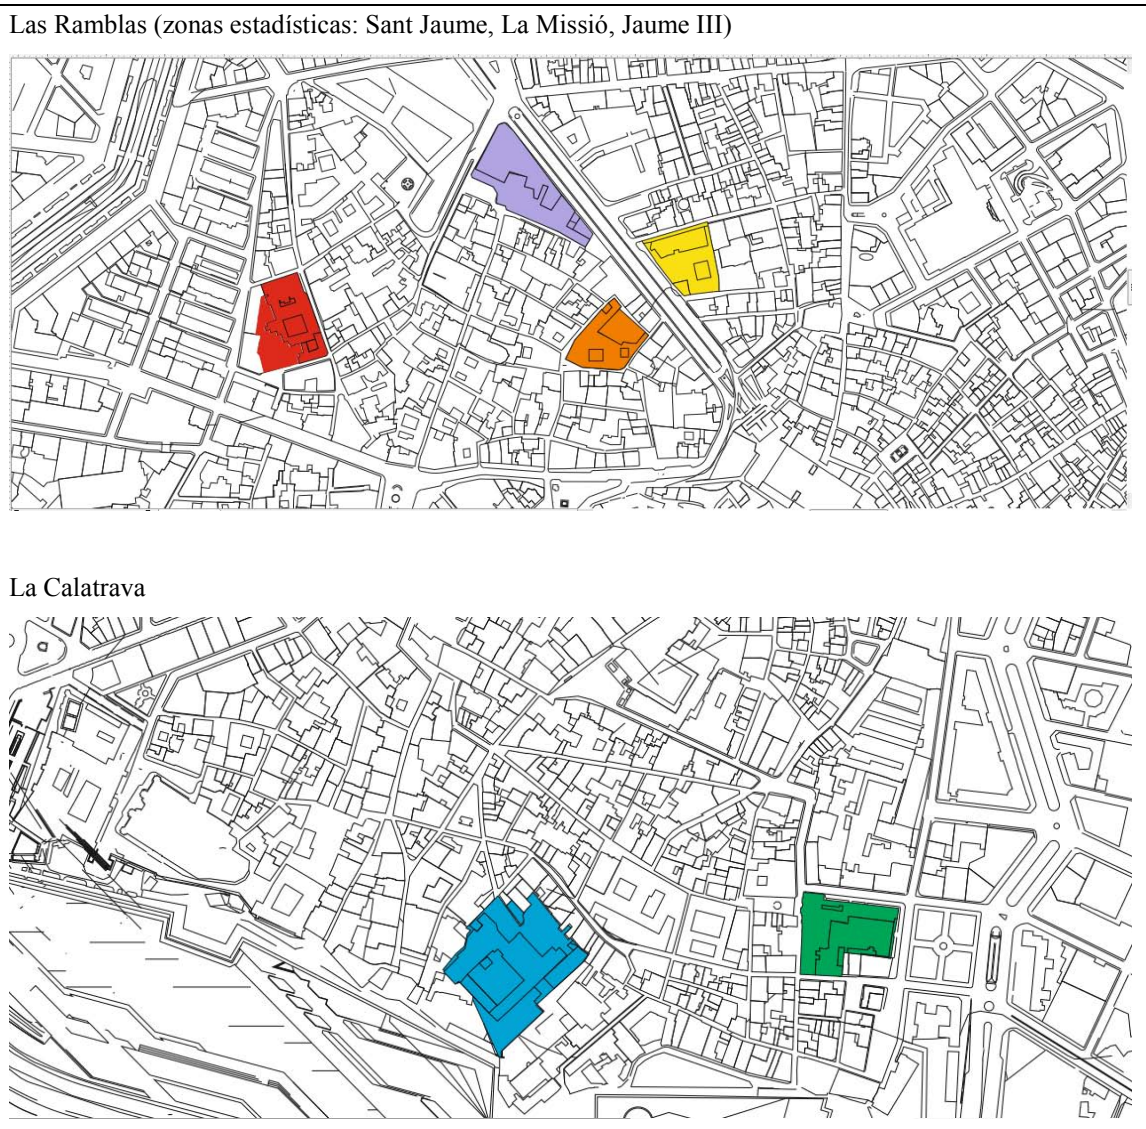 Las Ramblas (zonas estadísticas: Sant Jaume, La Missió, Jaume III)
La Calatrava